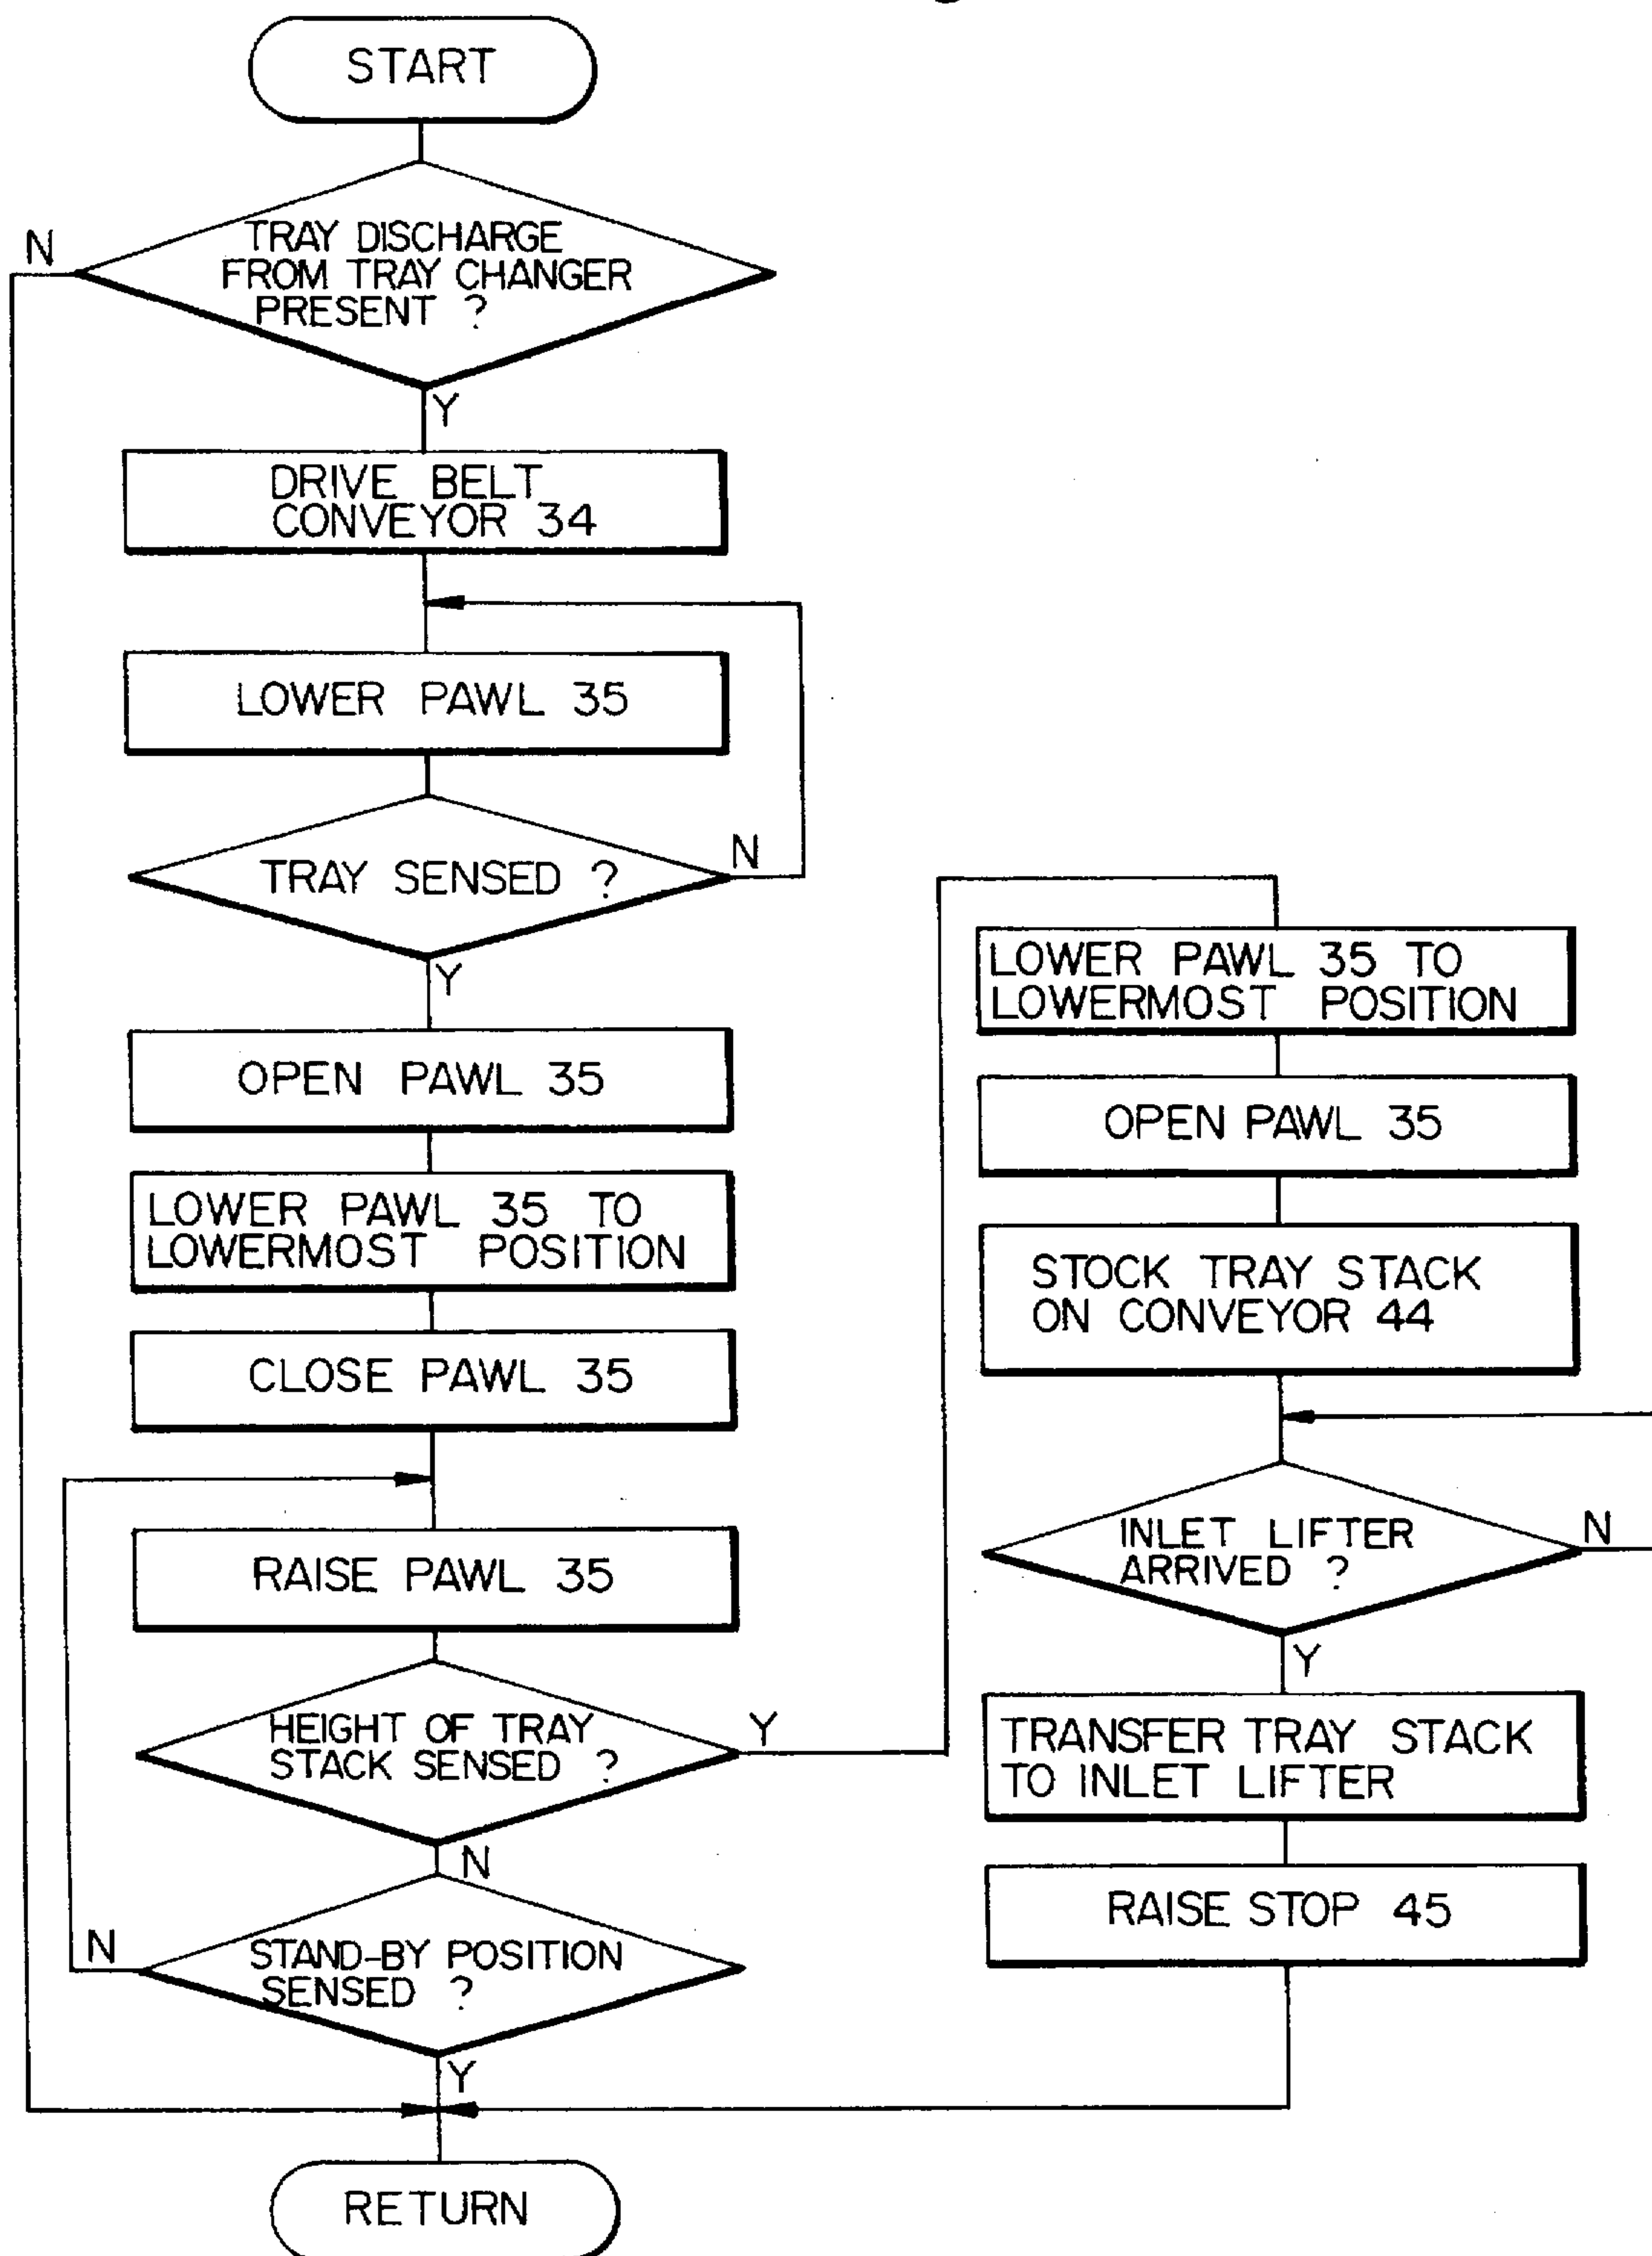 START
TRAY DISCHARGE
FROM TRAY CHANGER
PRESENT ?
N
Y
DRIVE BELT
CONVEYOR 34
LOWER PAWL 35
TRAY SENSED ?
N
Y
OPEN PAWL 35
LOWER PAWL 35 TO
LOWERMOST POSITION
CLOSE PAWL 35
RAISE PAWL 35
HEIGHT OF TRAY
STACK SENSED ?
Y
N
STAND-BY POSITION
SENSED ?
N
Y
RETURN
LOWER PAWL 35 TO
LOWERMOST POSITION
OPEN PAWL 35
STOCK TRAY STACK
ON CONVEYOR 44
INLET LIFTER
ARRIVED ?
N
Y
TRANSFER TRAY STACK
TO INLET LIFTER
RAISE STOP 45